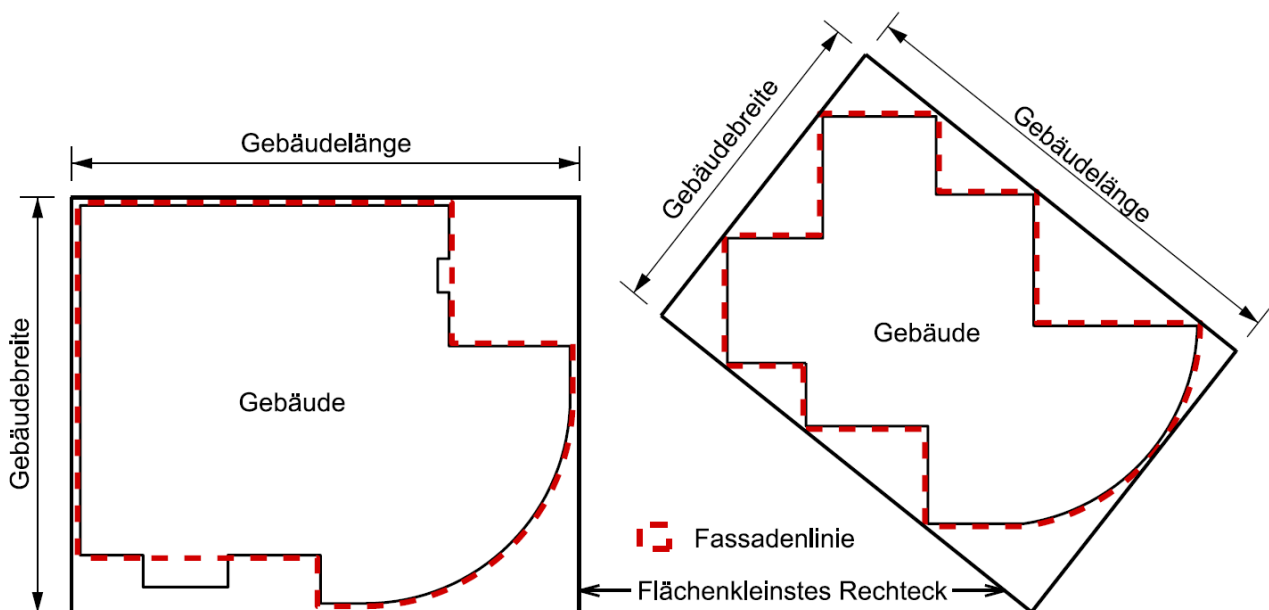 Gebäudelänge
Gebäudebreite
Gebäude
Gebäudebreite
Gebäudelänge
Gebäude
Fassadenlinie
Flächenkleinstes Rechteck